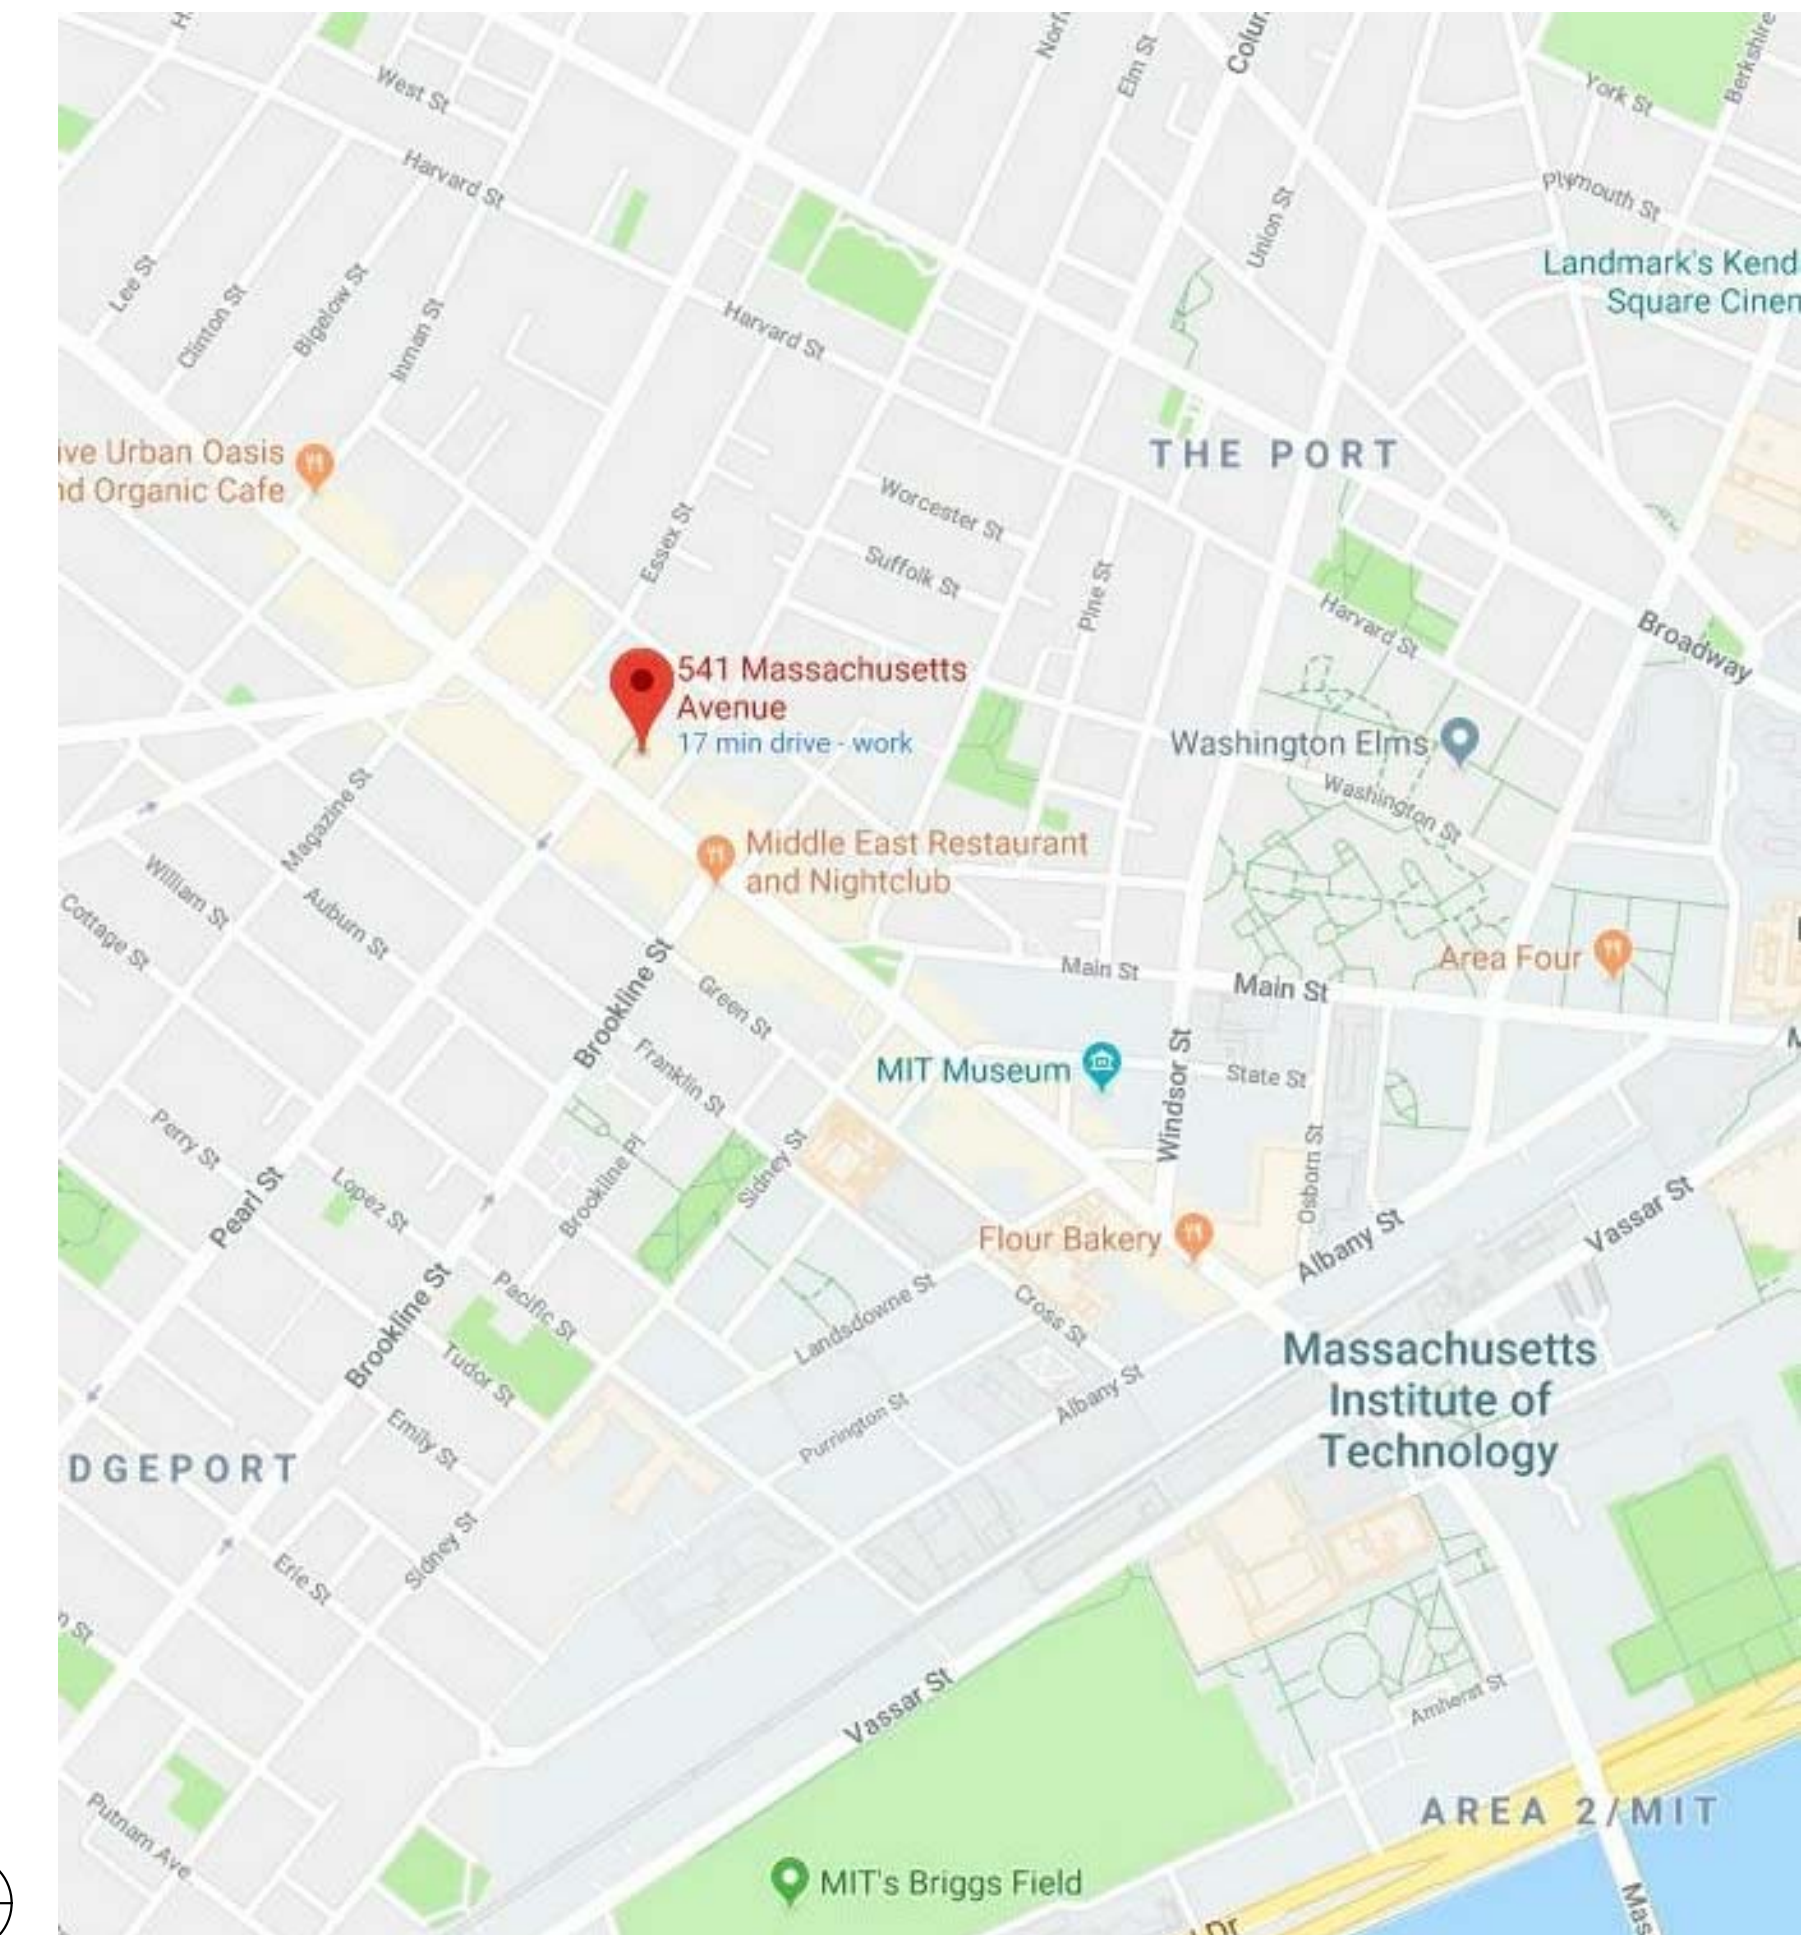 West St
Harvard St
Elm St
York St
Berkshire
Plymouth St
Union St
Landmark's Kend
Square Cinem
Lee St
Clinton St
Bigelow St
Inman St
Harvard St
ive Urban Oasis
nd Organic Cafe
THE PORT
Essex St
Worcester St
Suffolk St
Pine St
Harvard St
Broadway
541 Massachusetts
Avenue
17 min drive - work
Washington Elms
Washington St
Magazine St
Middle East Restaurant
and Nightclub
William St
Auburn St
Cottage St
Brookline St
Green St
Main St
Main St
Area Four
Franklin St
MIT Museum
State St
Windsor St
Perry St
Pearl St
Lopez St
Brookline Pl
Sidney St
Osborn St
Flour Bakery
Albany St
Vassar St
Brookline St
Pacific St
Landsdowne St
Cross St
Tudor St
Purrington St
Albany St
Massachusetts
Institute of
Technology
Emily St
DGEPORT
Sidney St
Erie St
n St
Vassar St
Amherst St
Putnam Ave
AREA 2/MIT
MIT's Briggs Field
Mas
Dr